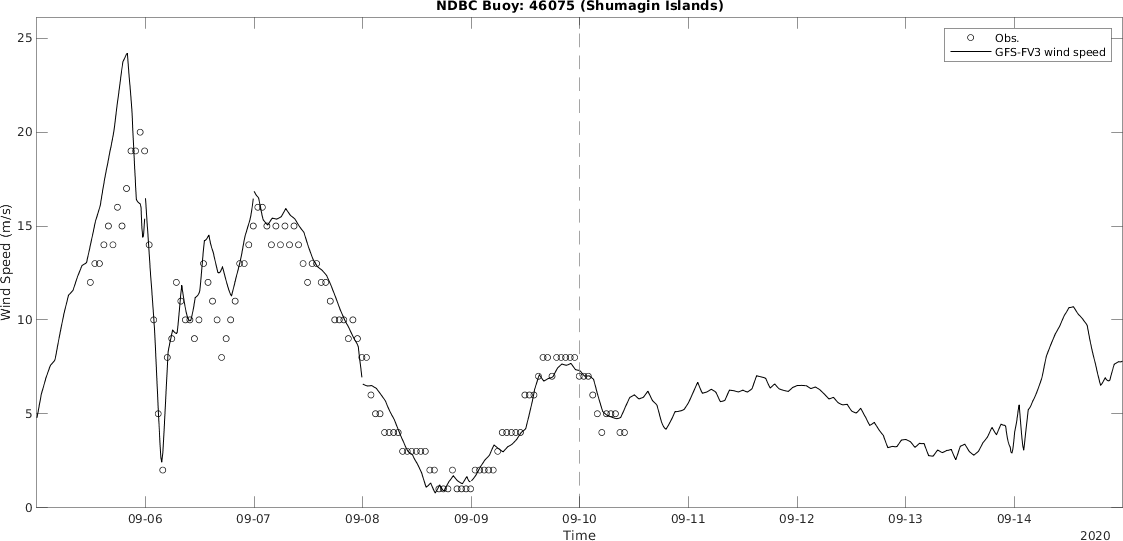 NDBC Buoy: 46075 (Shumagin Islands)
Obs.
GFS-FV3 wind speed
Wind Speed (m/s)
25
20
15
10
5
0
09-06 09-07 09-08 09-09 09-10 09-11 09-12 09-13 09-14
Time
2020